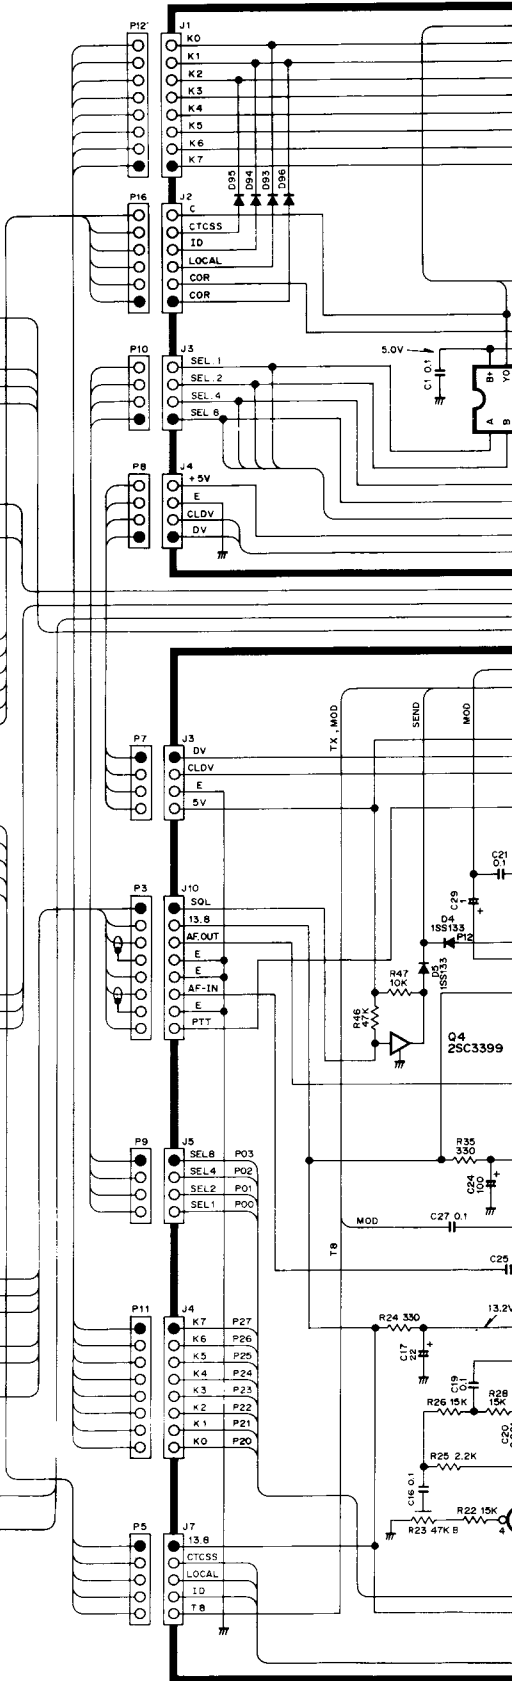 P12 J1
K0
K1
K2
K3
K4
K5
K6
K7
D95 D94 D93 D96
P16 J2
C
CTCSS
ID
LOCAL
COR
COR
P10 J3
SEL.1
SEL.2
SEL.4
SEL 8
5.0V
C1 0.1
B+ YO
A B
P8 J4
+5V
E
CLDV
DV
TX,MOD
SEND
MOD
P7 J3
DV
CLDV
E
5V
C21
0.1
P3 J10
SQL
13.8
AF.OUT
E
E
AF-IN
E
PTT
C29
1 +
D4
1SS133
P12
D5
1SS133
R47
10K
R46
47K
Q4
2SC3399
P9 J5
SEL8 P03
SEL4 P02
SEL2 P01
SEL1 P00
R35
330
C24
100
+
MOD
C27 0.1
T8
C25
13.2V
P11 J4
K7 P27
K6 P26
K5 P25
K4 P24
K3 P23
K2 P22
K1 P21
K0 P20
R24 330
C17
22
+
C19
0.1
R26 15K
R28
15K
C20
R25 2.2K
C16 0.1
R22 15K
R23 47K B
4
P5 J7
13.8
CTCSS
LOCAL
ID
T8